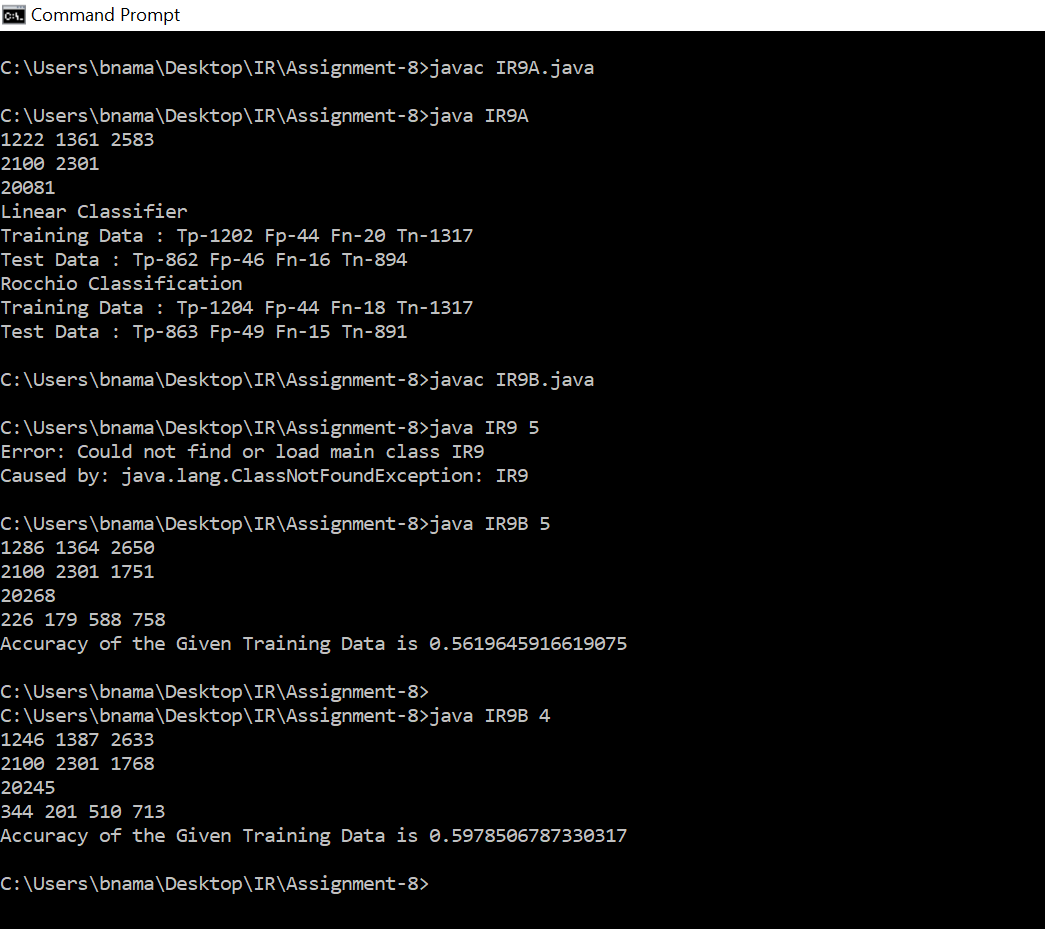 Command Prompt
C:\Users\bnama\Desktop\IR\Assignment-8>javac IR9A.java
C:\Users\bnama\Desktop\IR\Assignment-8>java IR9A
1222 1361 2583
2100 2301
20081
Linear Classifier
Training Data : Tp-1202 Fp-44 Fn-20 Tn-1317
Test Data : Tp-862 Fp-46 Fn-16 Tn-894
Rocchio Classification
Training Data : Tp-1204 Fp-44 Fn-18 Tn-1317
Test Data : Tp-863 Fp-49 Fn-15 Tn-891
C:\Users\bnama\Desktop\IR\Assignment-8>javac IR9B.java
C:\Users\bnama\Desktop\IR\Assignment-8>java IR9 5
Error: Could not find or load main class IR9
Caused by: java.lang.ClassNotFoundException: IR9
C:\Users\bnama\Desktop\IR\Assignment-8>java IR9B 5
1286 1364 2650
2100 2301 1751
20268
226 179 588 758
Accuracy of the Given Training Data is 0.5619645916619075
C:\Users\bnama\Desktop\IR\Assignment-8>
C:\Users\bnama\Desktop\IR\Assignment-8>java IR9B 4
1246 1387 2633
2100 2301 1768
20245
344 201 510 713
Accuracy of the Given Training Data is 0.5978506787330317
C:\Users\bnama\Desktop\IR\Assignment-8>